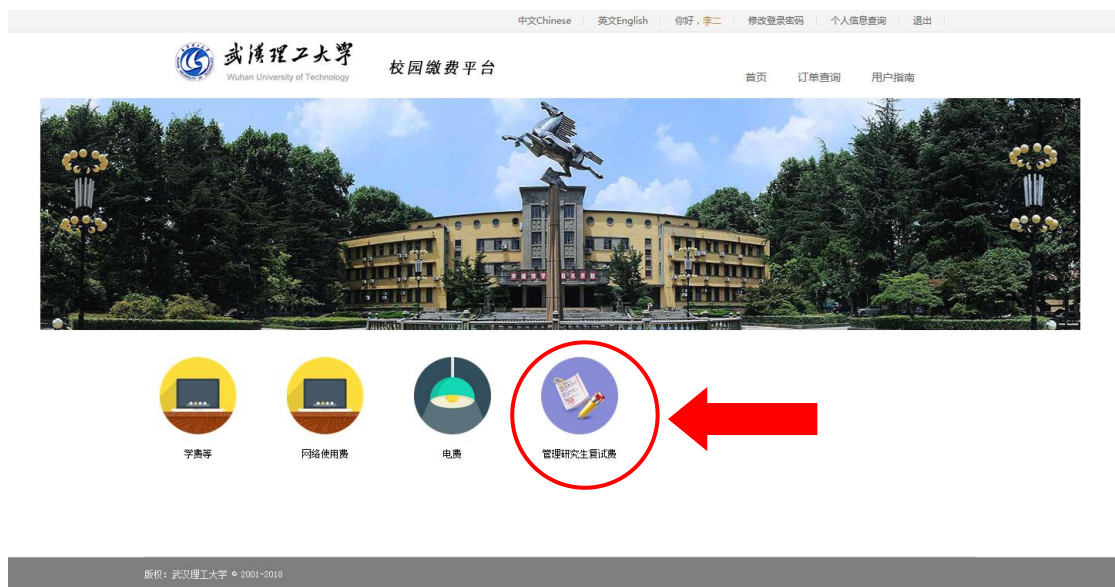 中文Chinese 英文English 你好，李二 修改登录密码 个人信息查询 退出
武汉理工大学
Wuhan University of Technology
校园缴费平台
首页 订单查询 用户指南
学费等 网络使用费 电费 管理研究生复试费
版权：武汉理工大学 © 2001-2018